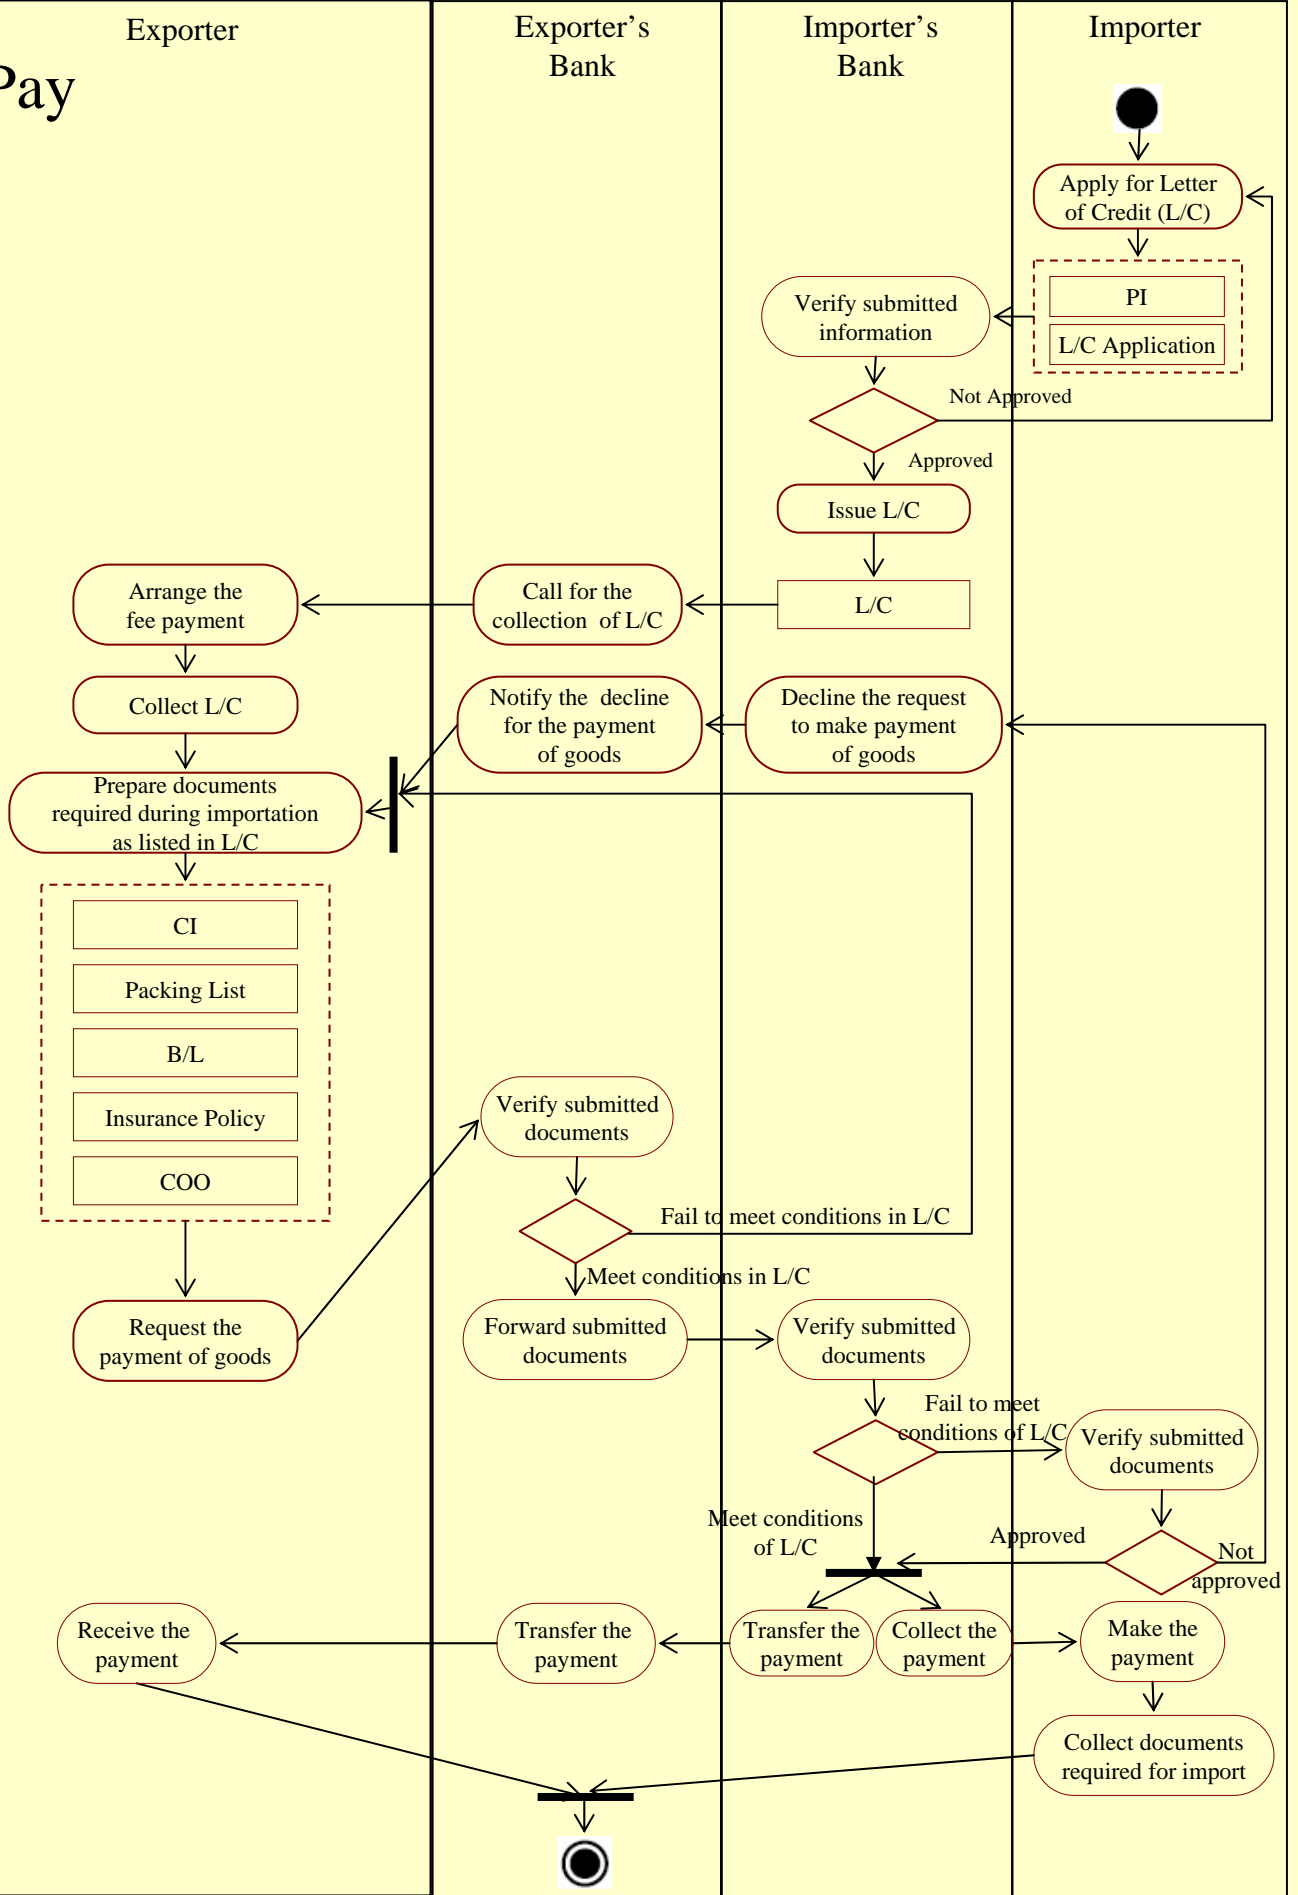 Exporter
Exporter’s
Bank
Importer’s
Bank
Importer
Pay
Apply for Letter
of Credit (L/C)
PI
L/C Application
Verify submitted
information
Not Approved
Approved
Issue L/C
L/C
Call for the
collection of L/C
Arrange the
fee payment
Collect L/C
Notify the decline
for the payment
of goods
Decline the request
to make payment
of goods
Prepare documents
required during importation
as listed in L/C
CI
Packing List
B/L
Insurance Policy
COO
Request the
payment of goods
Verify submitted
documents
Fail to meet conditions in L/C
Meet conditions in L/C
Forward submitted
documents
Verify submitted
documents
Fail to meet
conditions of L/C
Verify submitted
documents
Meet conditions
of L/C
Approved
Not
approved
Receive the
payment
Transfer the
payment
Transfer the
payment
Collect the
payment
Make the
payment
Collect documents
required for import